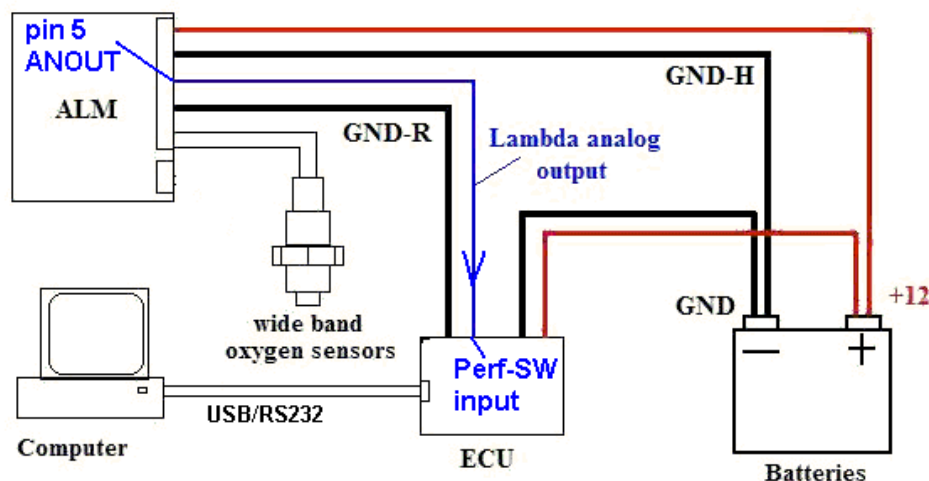 pin 5
ANOUT
ALM
GND-H
GND-R
Lambda analog
output
wide band
oxygen sensors
GND
+12
Perf-SW
input
USB/RS232
Computer
ECU
Batteries